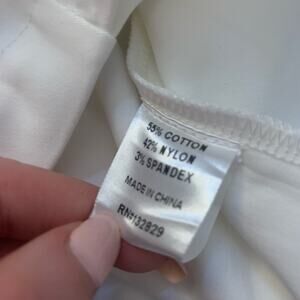 55% COTTON
42% NYLON
3% SPANDEX
MADE IN CHINA
RN#132829